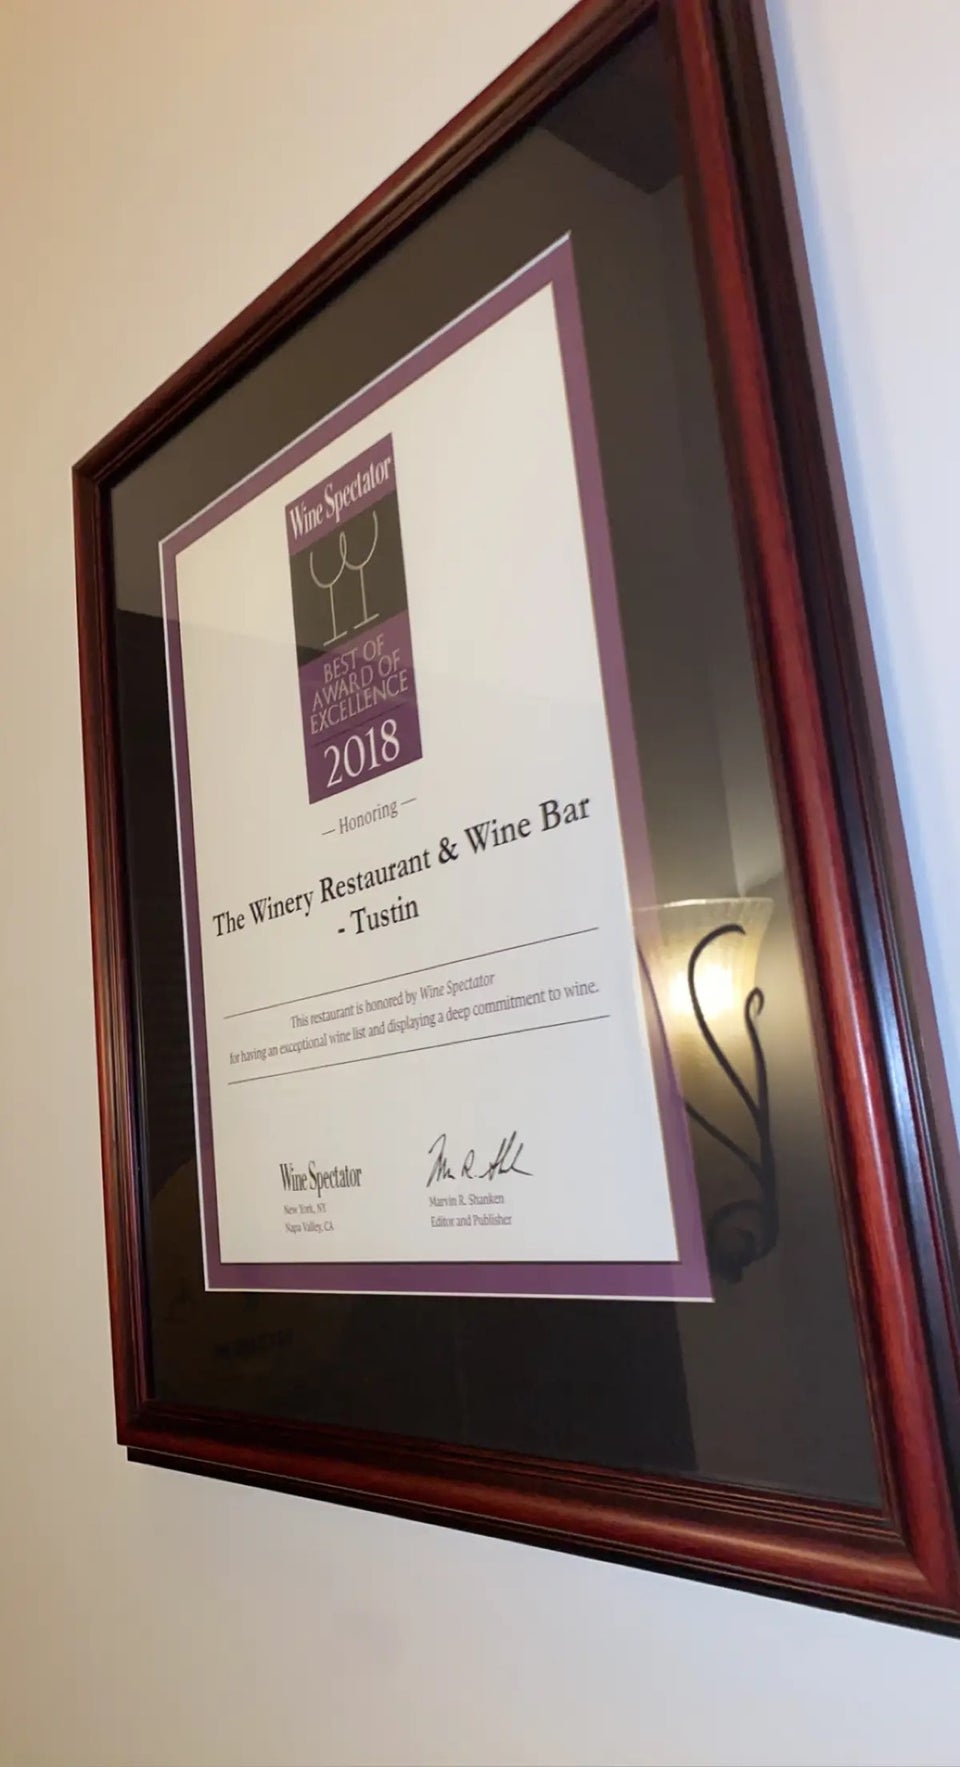 Wine Spectator
BEST OF
AWARD OF
EXCELLENCE
2018
— Honoring —
The Winery Restaurant & Wine Bar
- Tustin
This restaurant is honored by Wine Spectator
for having an exceptional wine list and displaying a deep commitment to wine.
Wine Spectator
New York, NY
Napa Valley, CA
Marvin R. Shanken
Editor and Publisher